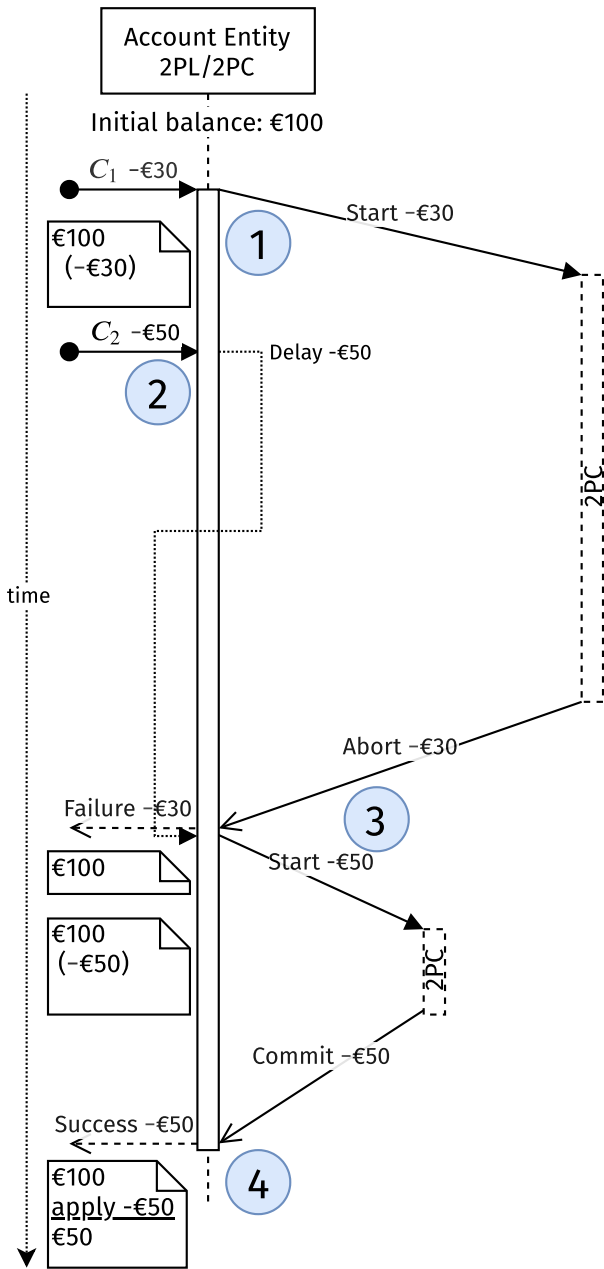 Account Entity
2PL/2PC
Initial balance: €100
C1 -€30
Start -€30
1
€100
(-€30)
C2 -€50
Delay -€50
2
2PC
time
Abort -€30
Failure -€30
3
€100
Start -€50
€100
(-€50)
2PC
Commit -€50
Success -€50
€100
apply -€50
€50
4